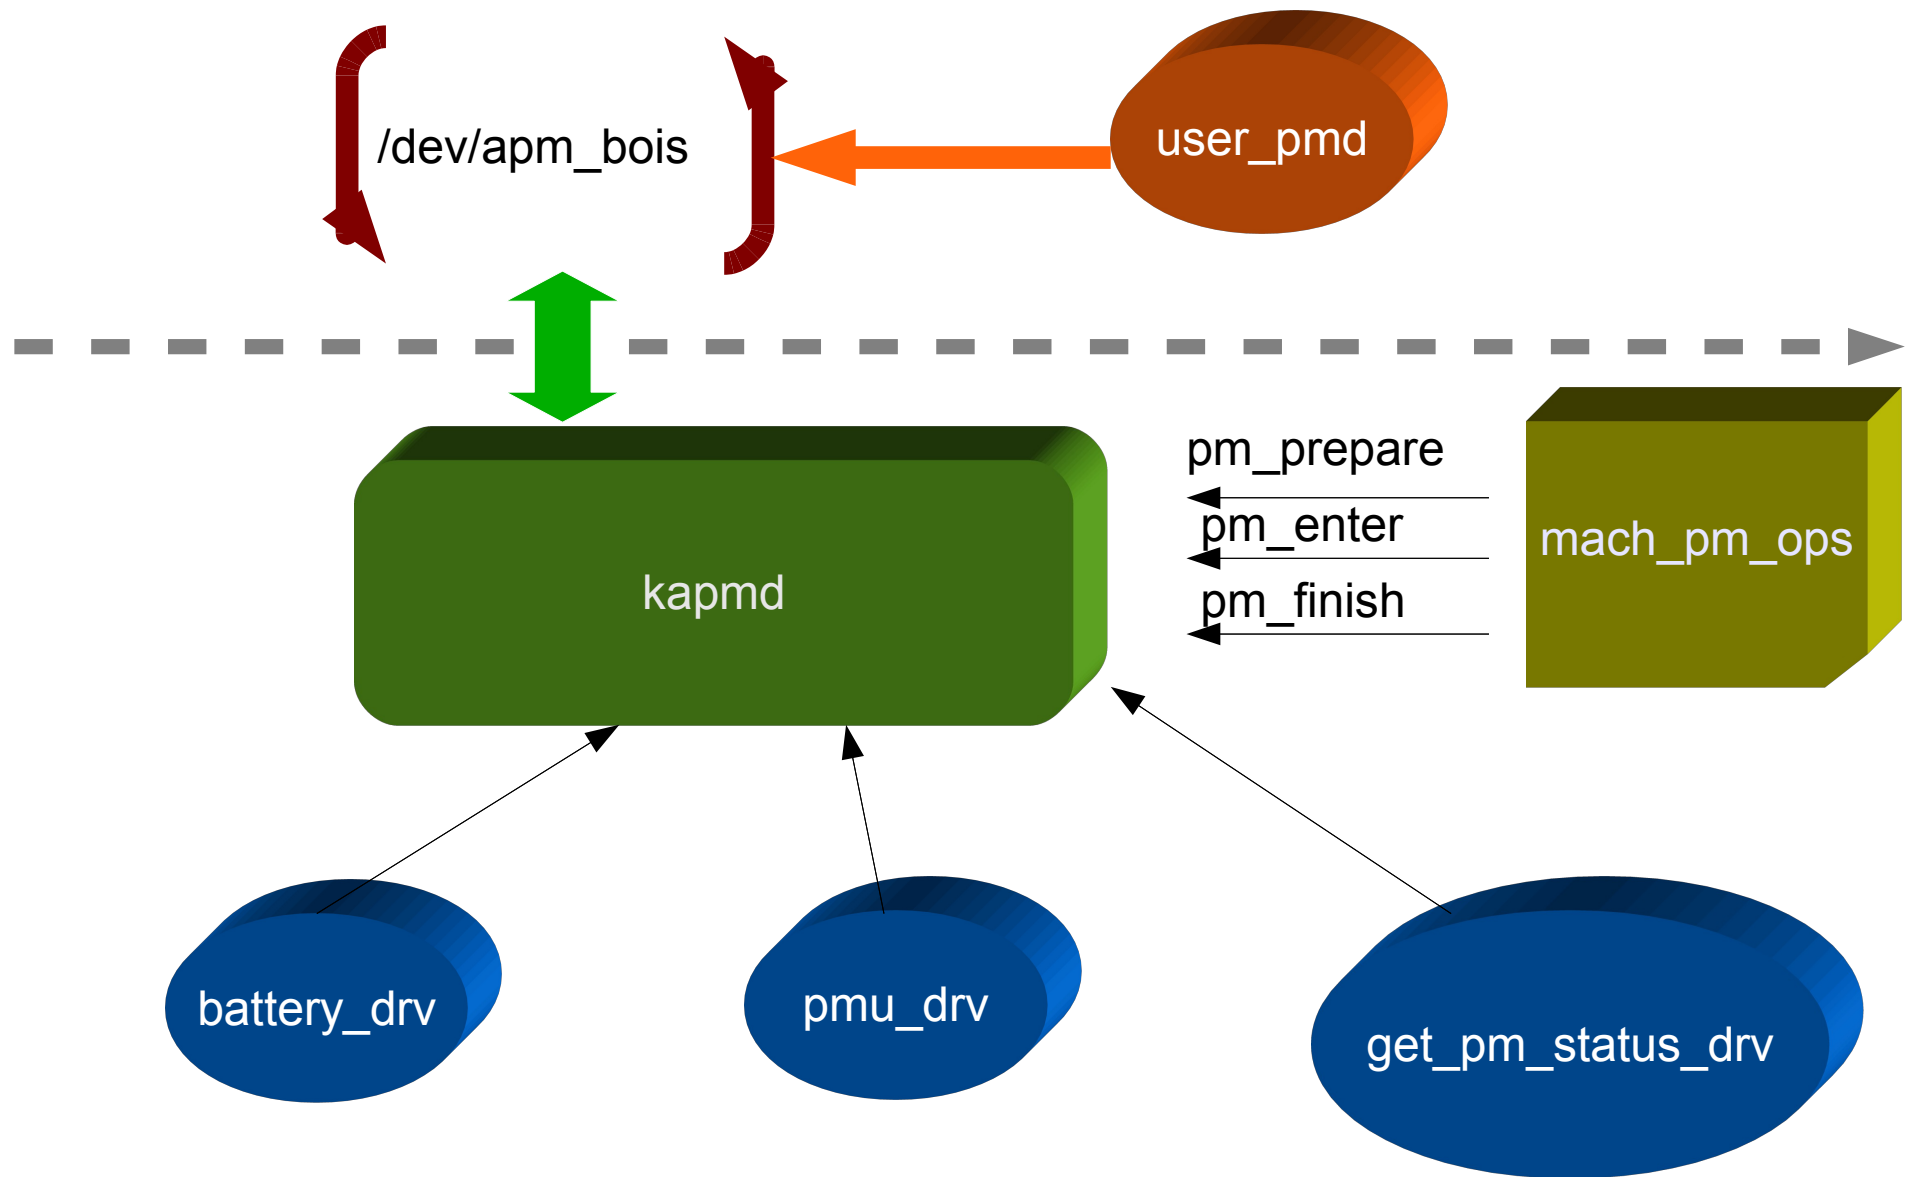 /dev/apm_bois
user_pmd
pm_prepare
pm_enter
mach_pm_ops
kapmd
pm_finish
battery_drv
pmu_drv
get_pm_status_drv